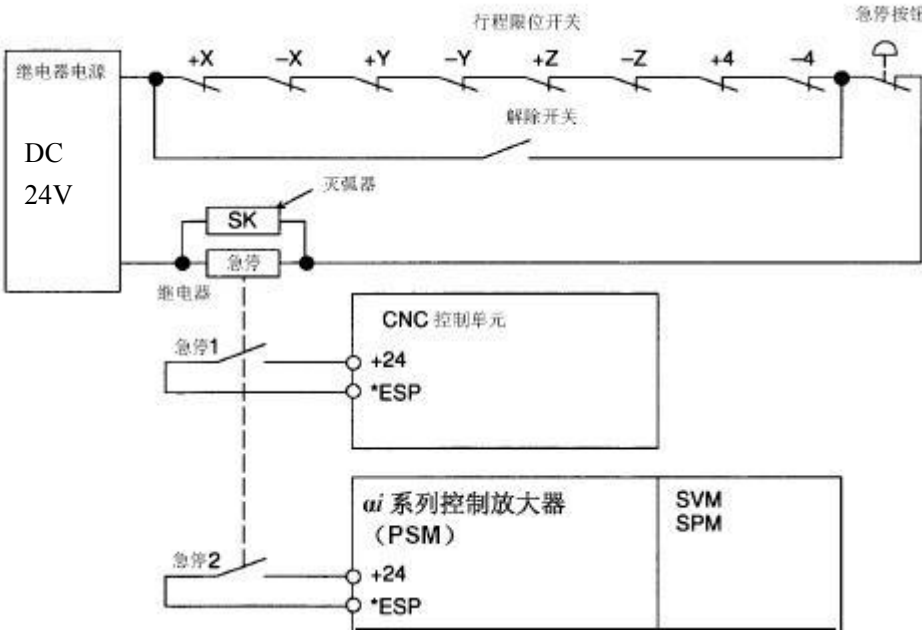 行程限位开关
急停按钮
继电器电源
+X
−X
+Y
−Y
+Z
−Z
+4
−4
解除开关
DC
24V
灭弧器
SK
急停
继电器
CNC 控制单元
急停1
+24
*ESP
αi 系列控制放大器
（PSM）
SVM
SPM
急停2
+24
*ESP